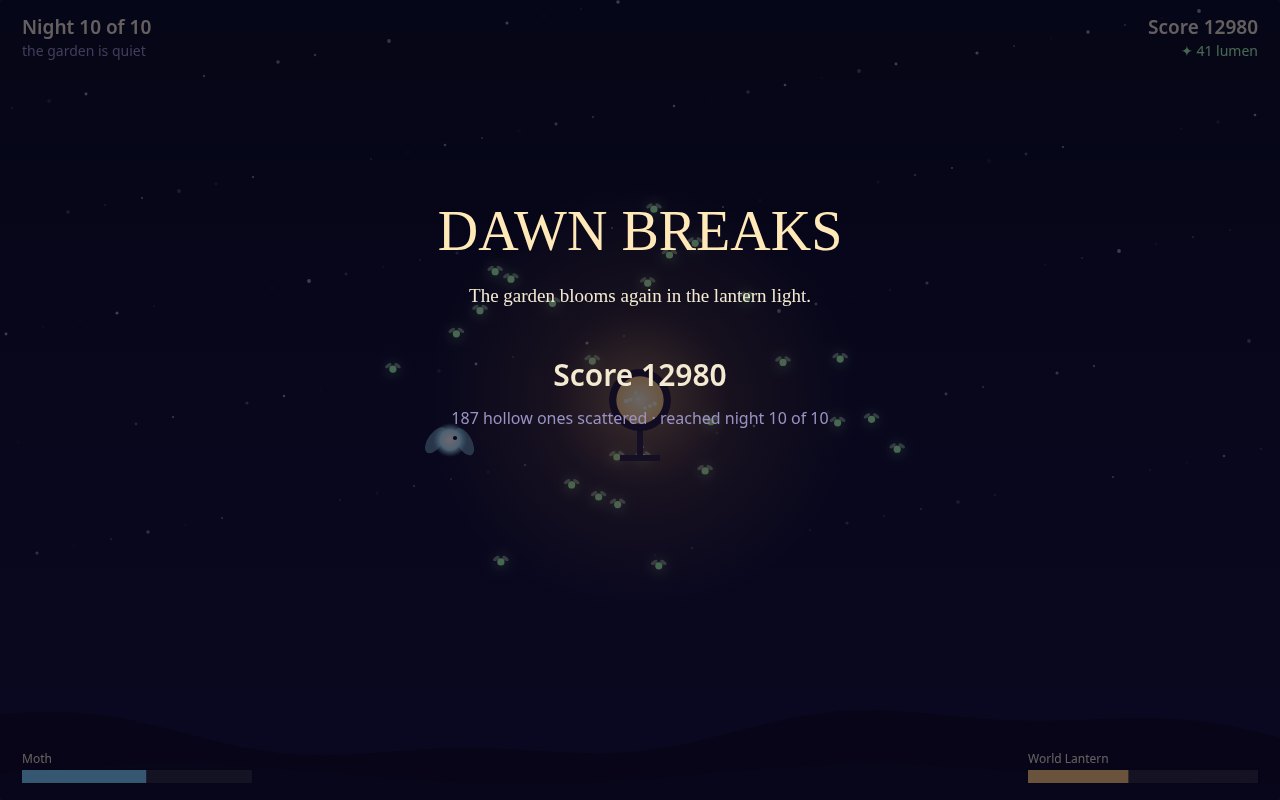 Night 10 of 10
the garden is quiet
Score 12980
✦ 41 lumen
DAWN BREAKS
The garden blooms again in the lantern light.
Score 12980
187 hollow ones scattered · reached night 10 of 10
Moth
World Lantern